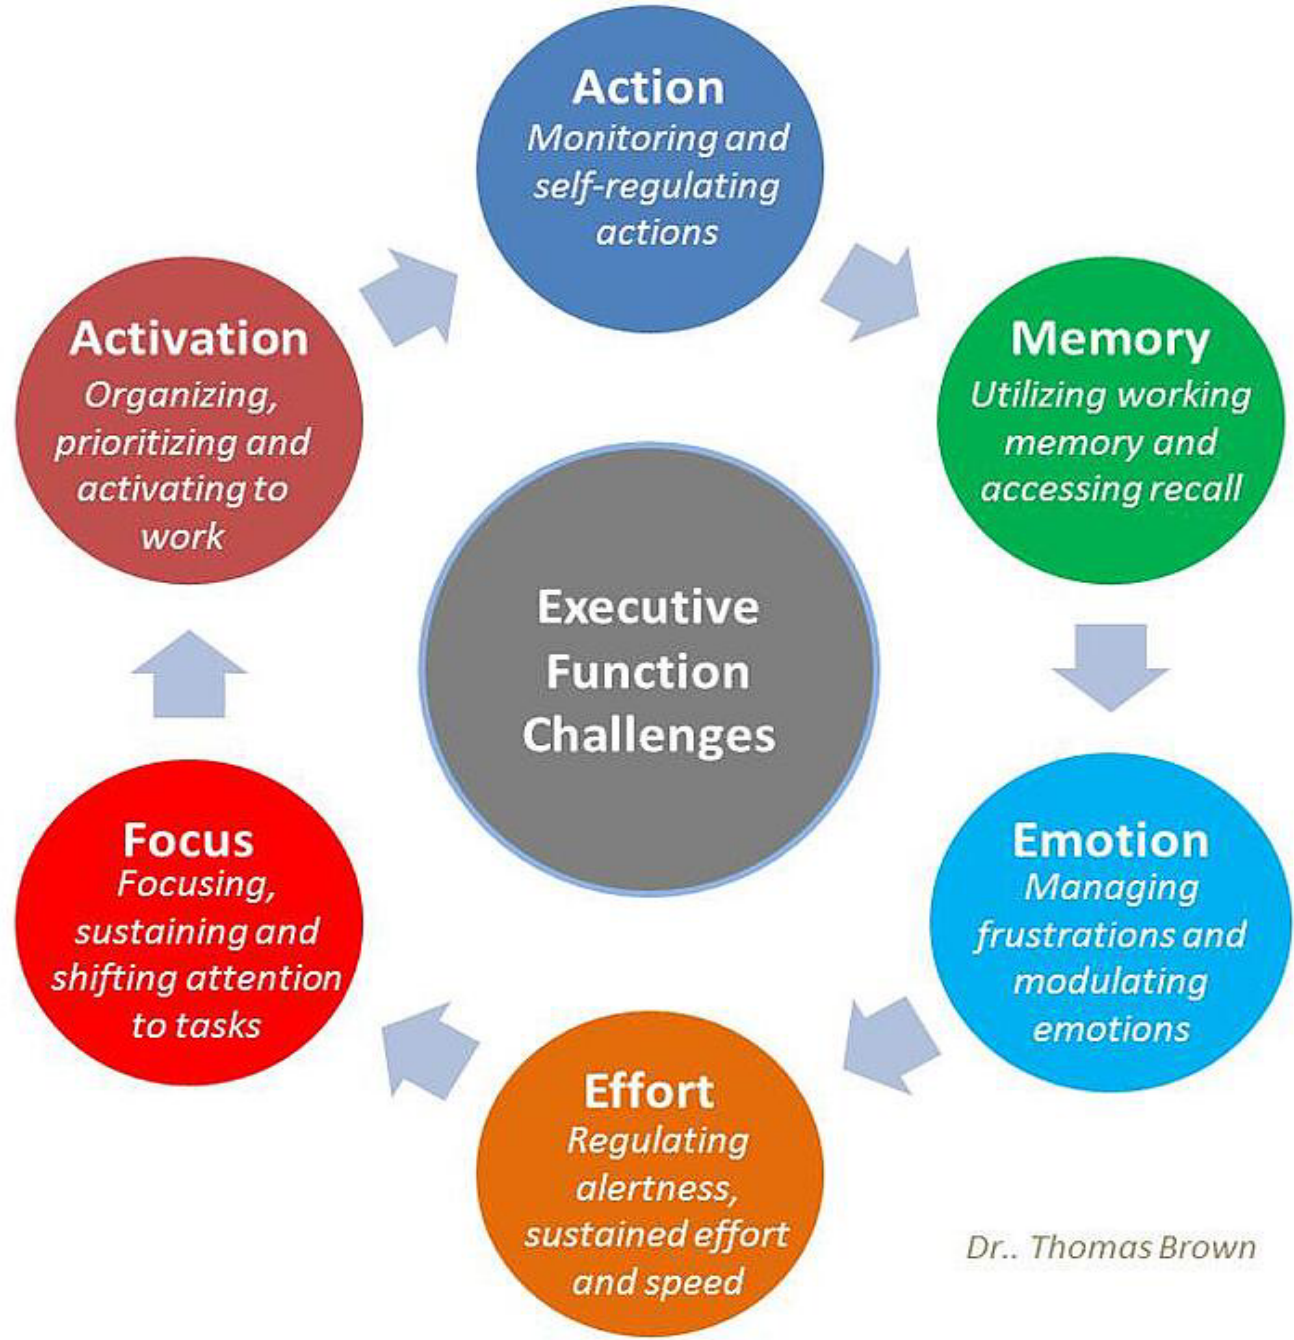 Action
Monitoring and
self-regulating
actions
Memory
Utilizing working
memory and
accessing recall
Emotion
Managing
frustrations and
modulating
emotions
Effort
Regulating
alertness,
sustained effort
and speed
Focus
Focusing,
sustaining and
shifting attention
to tasks
Activation
Organizing,
prioritizing and
activating to
work
Executive
Function
Challenges
Dr.. Thomas Brown